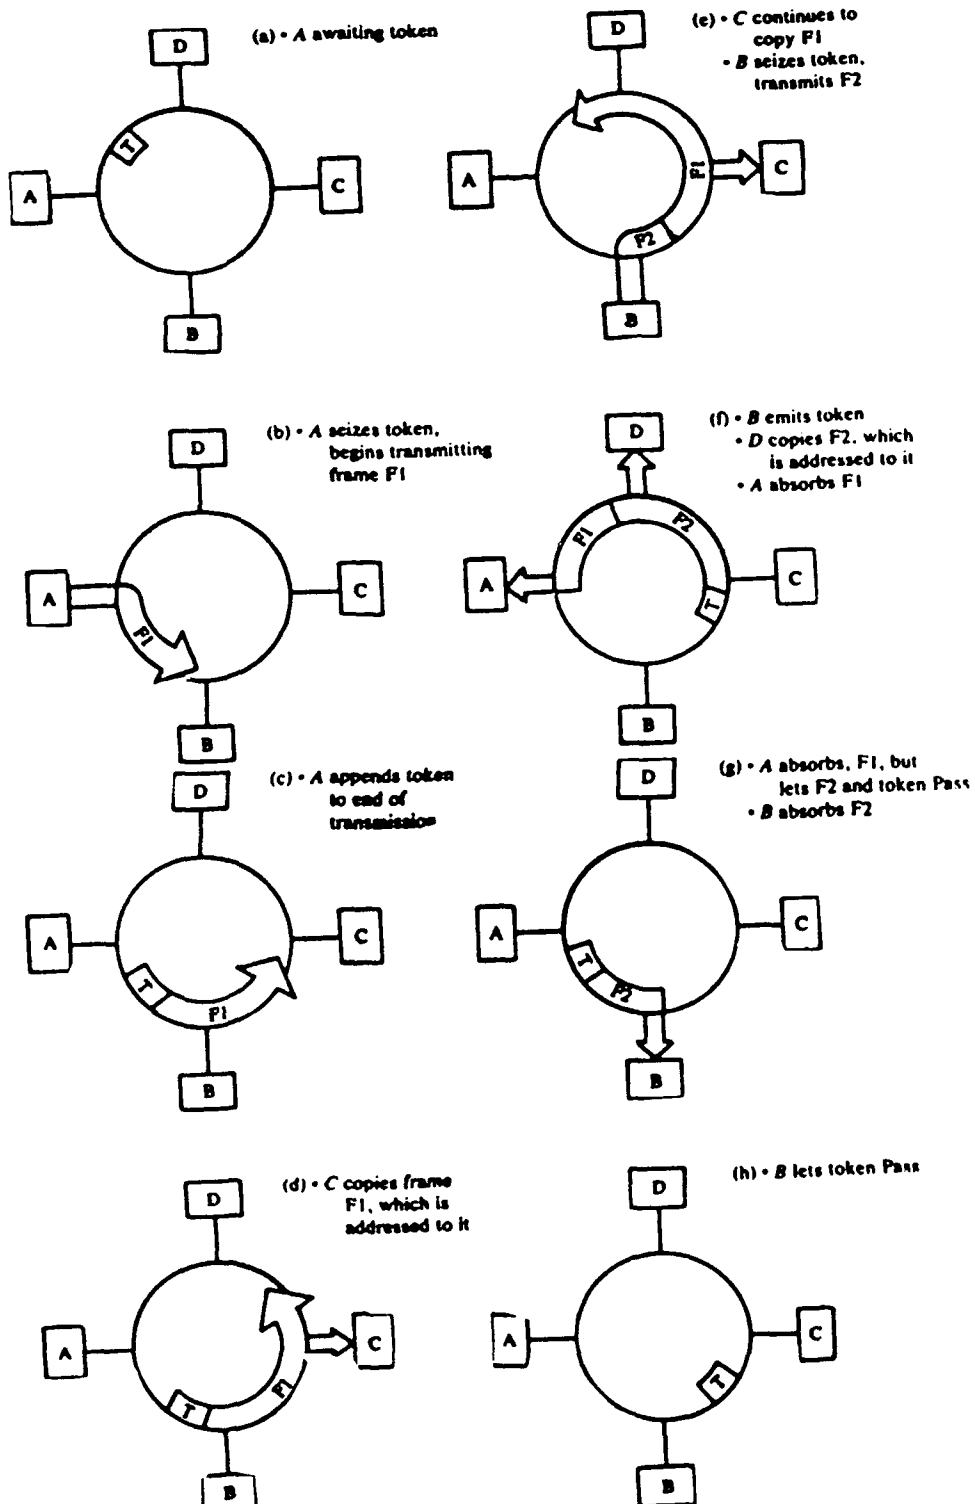 (a) • A awaiting token
D
T
A
C
B
(b) • A seizes token,
begins transmitting
frame F1
D
A
F1
C
B
(c) • A appends token
to end of
transmission
D
A
T
F1
C
B
(d) • C copies frame
F1, which is
addressed to it
D
A
T
F1
C
B
(e) • C continues to
copy F1
• B seizes token,
transmits F2
D
A
F1
C
F2
B
(f) • B emits token
• D copies F2, which
is addressed to it
• A absorbs F1
D
F1
F2
A
C
T
B
(g) • A absorbs, F1, but
lets F2 and token Pass
• B absorbs F2
D
A
C
T
F2
B
(h) • B lets token Pass
D
A
C
T
B